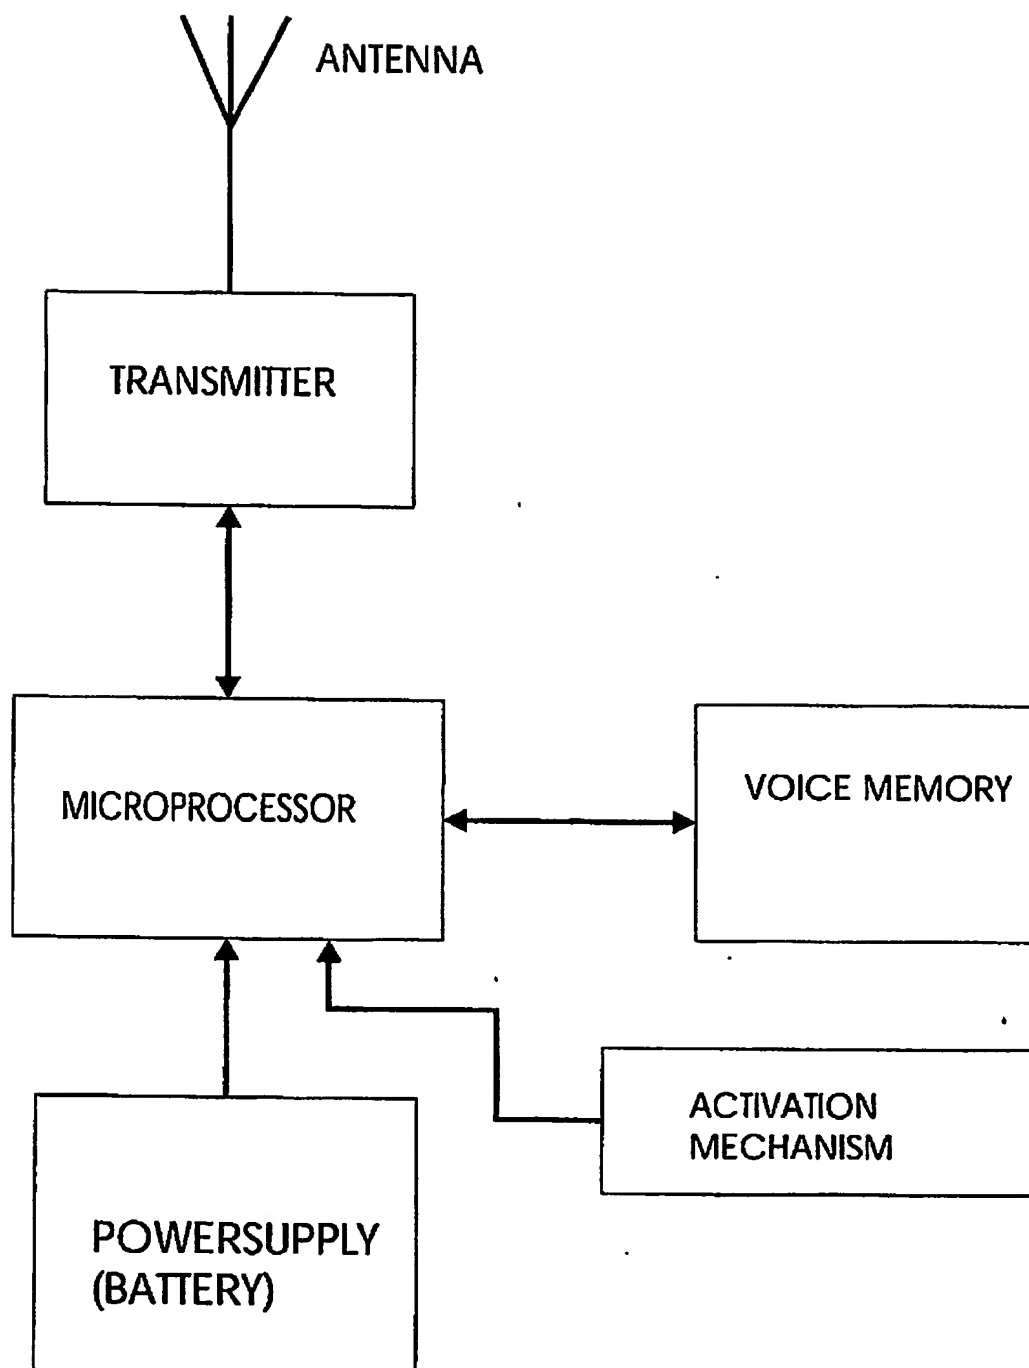 ANTENNA
TRANSMITTER
MICROPROCESSOR
VOICE MEMORY
ACTIVATION
MECHANISM
POWERSUPPLY
(BATTERY)